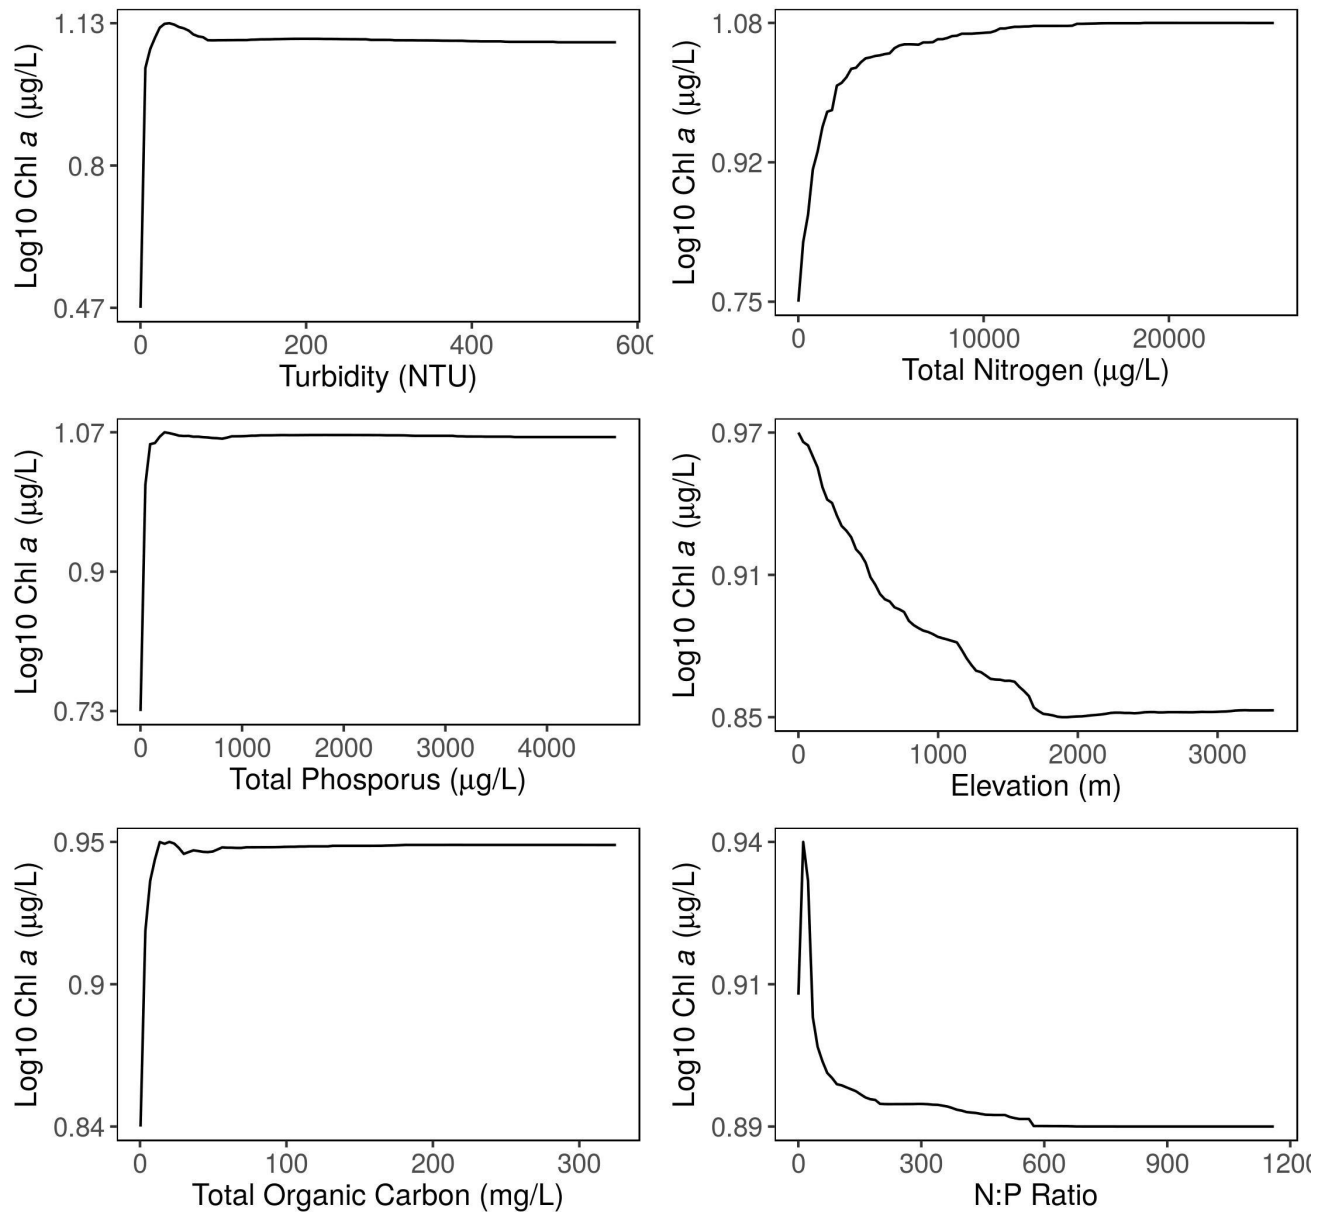 1.13
0.8
0.47
Log10 Chl a (μg/L)
0 200 400 600
Turbidity (NTU)
1.08
0.92
0.75
Log10 Chl a (μg/L)
0 10000 20000
Total Nitrogen (μg/L)
1.07
0.9
0.73
Log10 Chl a (μg/L)
0 1000 2000 3000 4000
Total Phosporus (μg/L)
0.97
0.91
0.85
Log10 Chl a (μg/L)
0 1000 2000 3000
Elevation (m)
0.95
0.9
0.84
Log10 Chl a (μg/L)
0 100 200 300
Total Organic Carbon (mg/L)
0.94
0.91
0.89
Log10 Chl a (μg/L)
0 300 600 900 1200
N:P Ratio